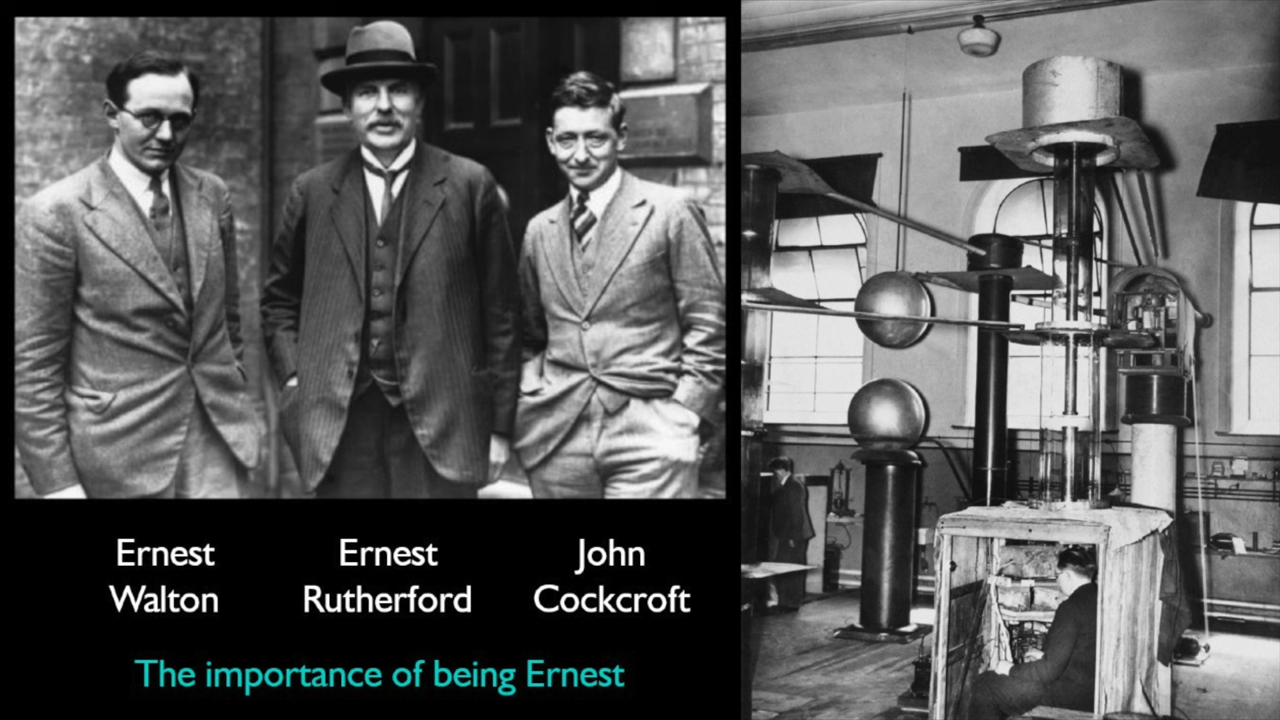 Ernest
Walton
Ernest
Rutherford
John
Cockcroft
The importance of being Ernest